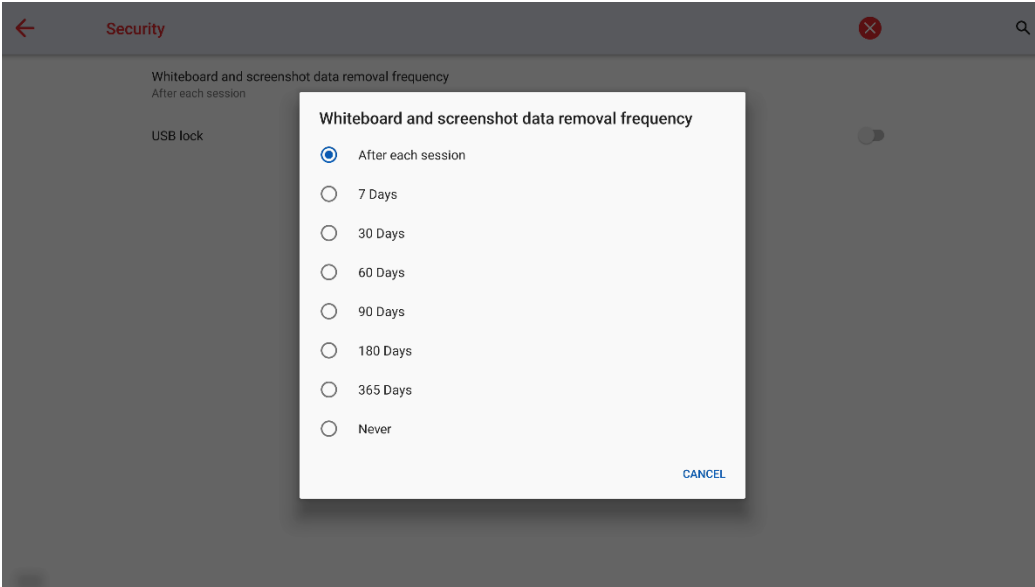 Security
Whiteboard and screenshot data removal frequency
After each session
USB lock
Whiteboard and screenshot data removal frequency
After each session
7 Days
30 Days
60 Days
90 Days
180 Days
365 Days
Never
CANCEL